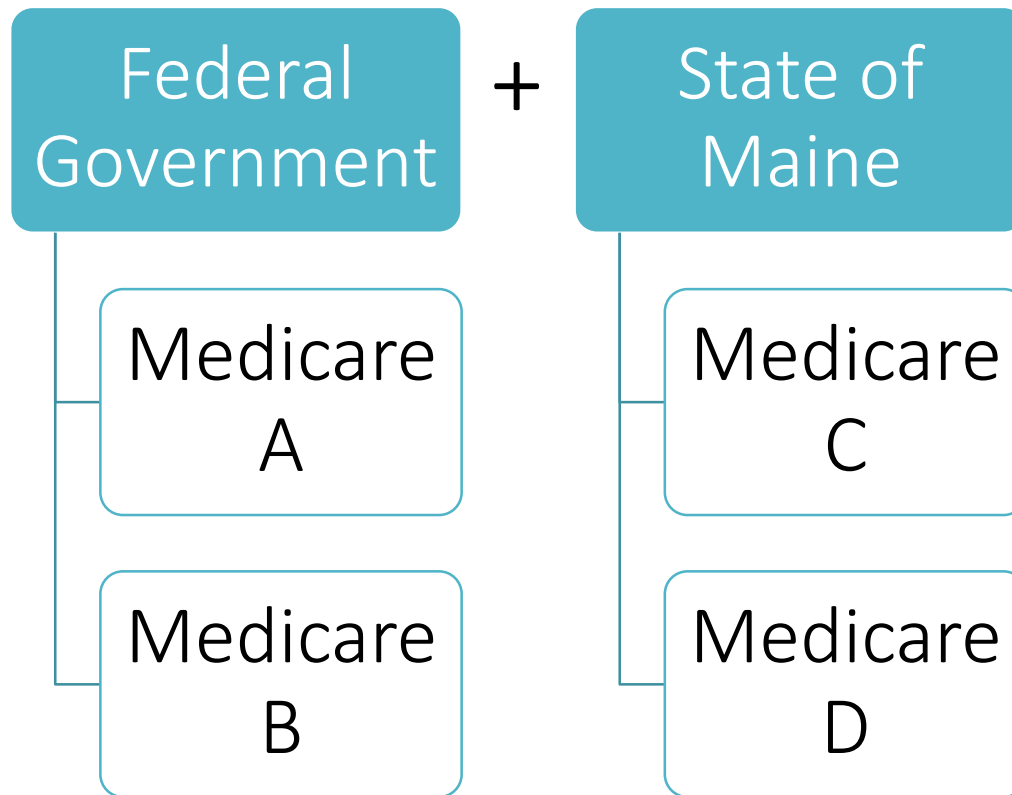 Federal
Government
+
State of
Maine
Medicare
A
Medicare
B
Medicare
C
Medicare
D